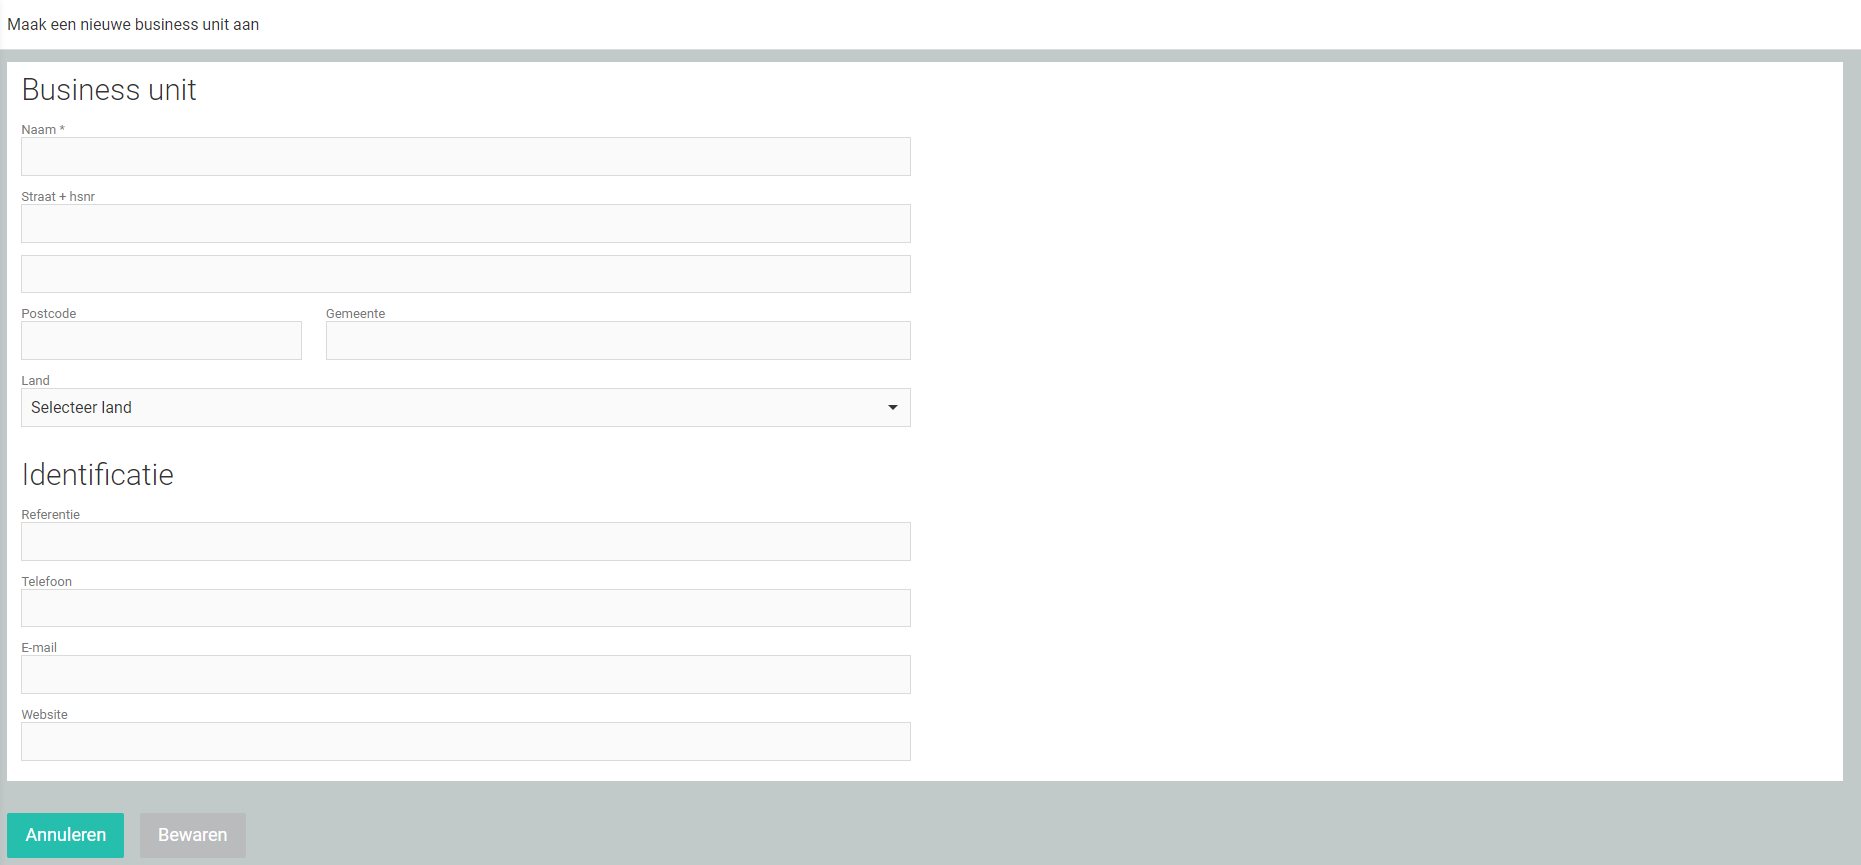 Maak een nieuwe business unit aan
Business unit
Naam *
Straat + hsnr
Postcode Gemeente
Land
Selecteer land
Identificatie
Referentie
Telefoon
E-mail
Website
Annuleren Bewaren